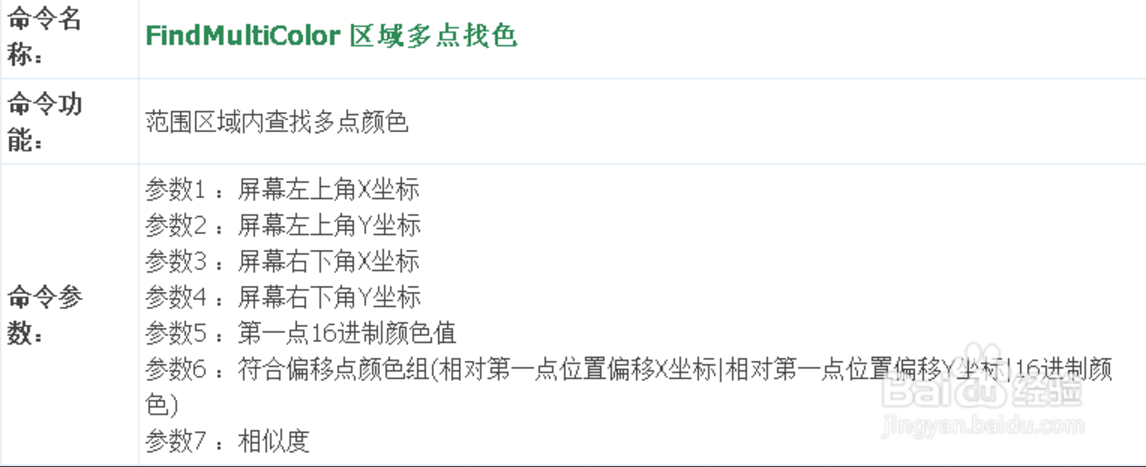 命令名
称：
FindMultiColor 区域多点找色
命令功
能：
范围区域内查找多点颜色
命令参
数：
参数1 ：屏幕左上角X坐标
参数2 ：屏幕左上角Y坐标
参数3 ：屏幕右下角X坐标
参数4 ：屏幕右下角Y坐标
参数5 ：第一点16进制颜色值
参数6 ：符合偏移点颜色组(相对第一点位置偏移X坐标|相对第一点位置偏移Y坐标|16进制颜
色)
参数7 ：相似度
Baidu 经验
jingyan.baidu.com